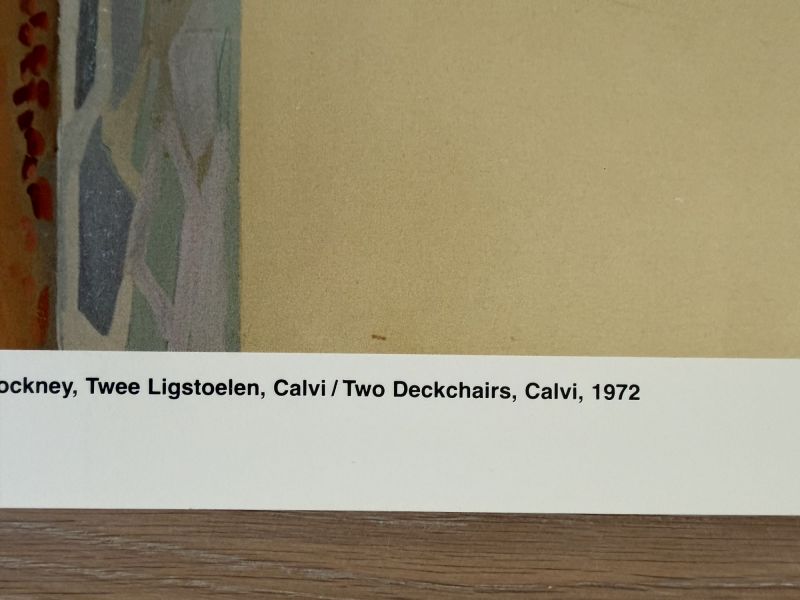 ockney, Twee Ligstoelen, Calvi / Two Deckchairs, Calvi, 1972